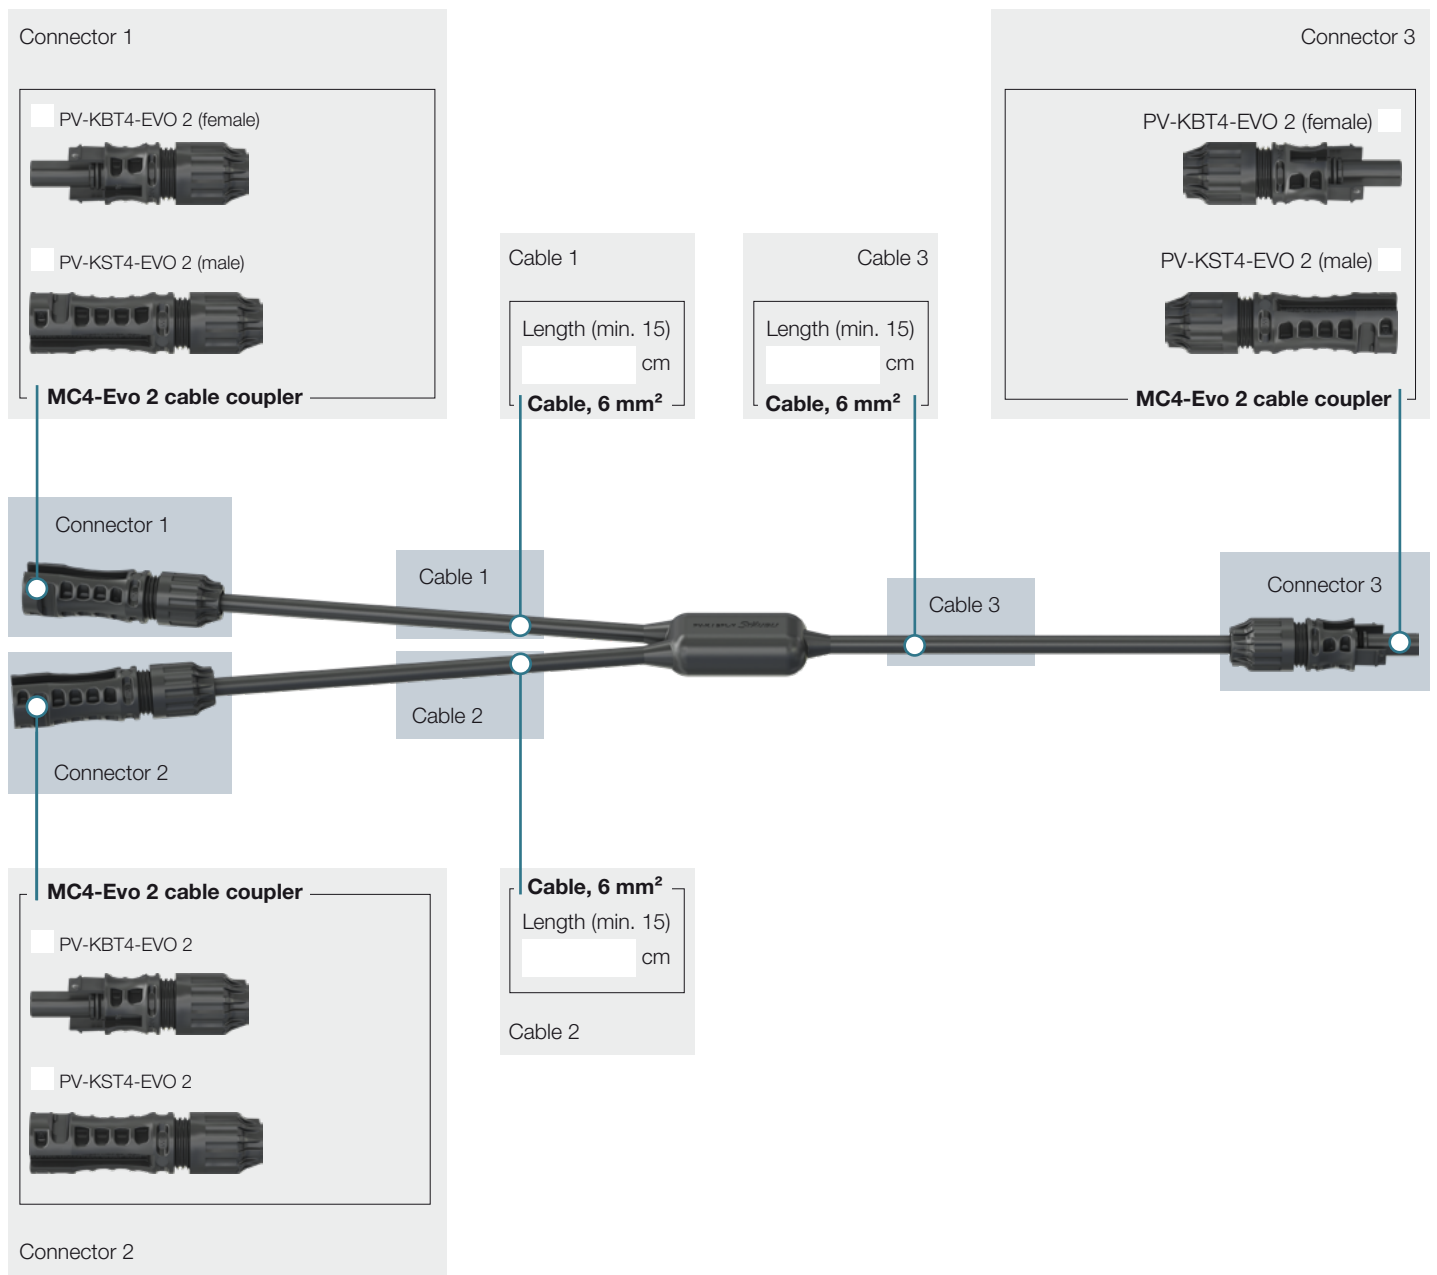 Connector 1
PV-KBT4-EVO 2 (female)
PV-KST4-EVO 2 (male)
MC4-Evo 2 cable coupler
Cable 1
Length (min. 15)
cm
Cable, 6 mm²
Cable 3
Length (min. 15)
cm
Cable, 6 mm²
Connector 3
PV-KBT4-EVO 2 (female)
PV-KST4-EVO 2 (male)
MC4-Evo 2 cable coupler
Connector 1
Cable 1
Cable 3
Connector 3
Cable 2
Connector 2
MC4-Evo 2 cable coupler
PV-KBT4-EVO 2
PV-KST4-EVO 2
Connector 2
Cable, 6 mm²
Length (min. 15)
cm
Cable 2